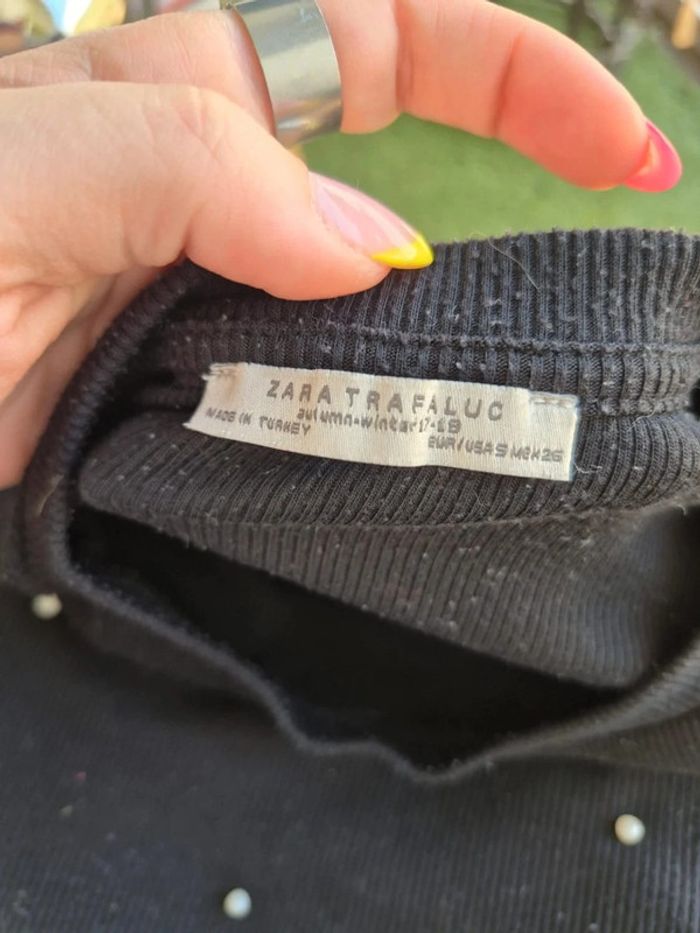 ZARA TRAFALUC
autumn-winter 17-18
MADE IN TURKEY
EUR/USA S MEX 26